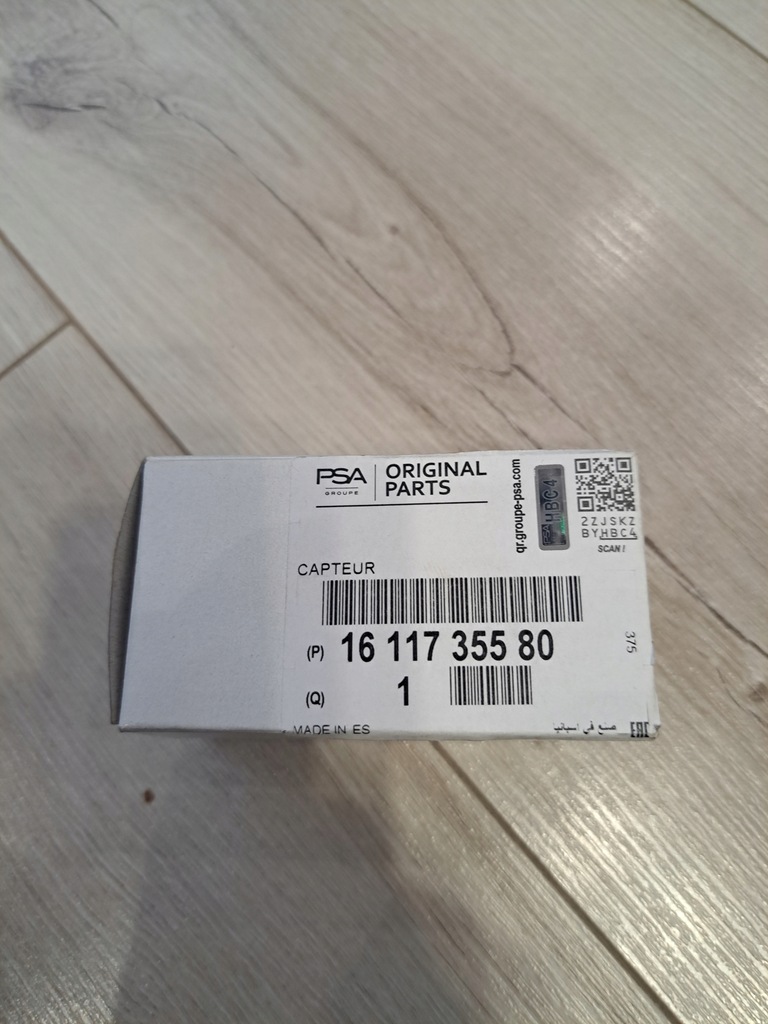 PSA
GROUPE
ORIGINAL
PARTS
qr.groupe-psa.com
HBC4
2ZJSKZ
BYHBC4
SCAN!
CAPTEUR
(P) 16 117 355 80
375
(Q) 1
MADE IN ES
صنع في إسبانيا
EAC